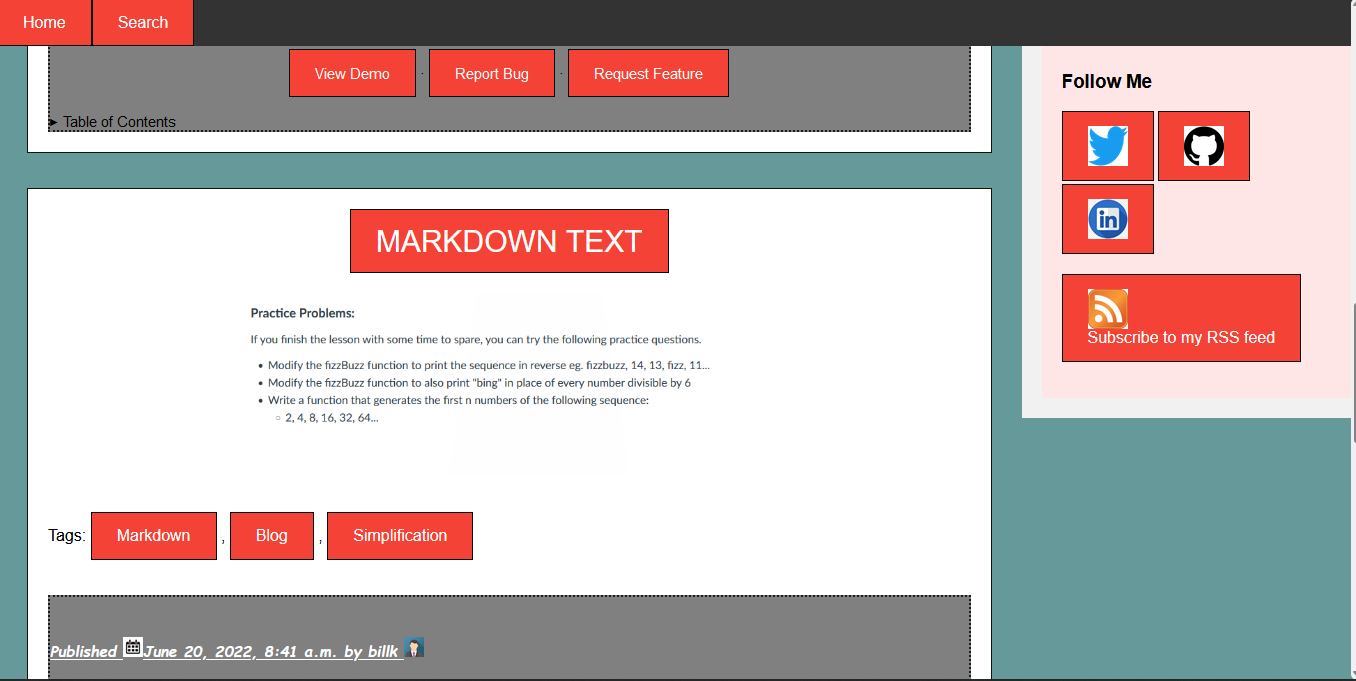 Home Search
View Demo · Report Bug · Request Feature
▸ Table of Contents
MARKDOWN TEXT
Practice Problems:
If you finish the lesson with some time to spare, you can try the following practice questions.
• Modify the fizzBuzz function to print the sequence in reverse eg. fizzbuzz, 14, 13, fizz, 11...
• Modify the fizzBuzz function to also print "bing" in place of every number divisible by 6
• Write a function that generates the first n numbers of the following sequence:
○ 2, 4, 8, 16, 32, 64...
Tags: Markdown , Blog , Simplification
Published June 20, 2022, 8:41 a.m. by billk
Follow Me
in
Subscribe to my RSS feed